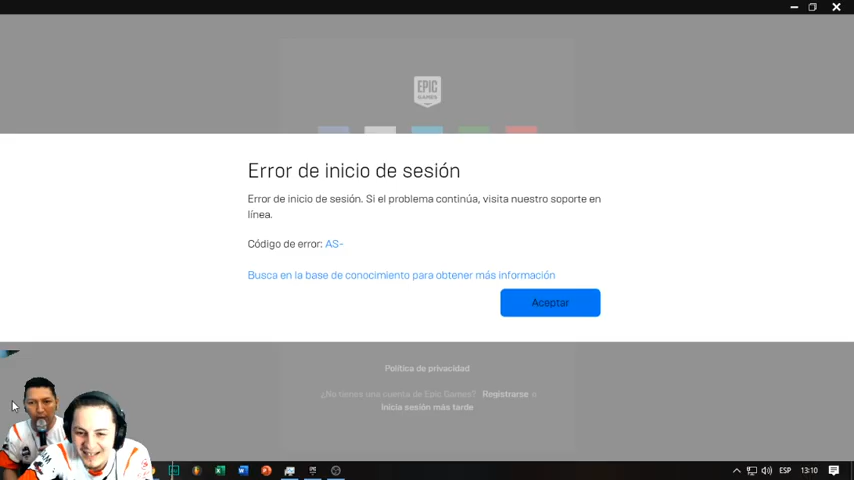 EPIC
GAMES
Error de inicio de sesión
Error de inicio de sesión. Si el problema continúa, visita nuestro soporte en
línea.
Código de error: AS-
Busca en la base de conocimiento para obtener más información
Aceptar
Política de privacidad
¿No tienes una cuenta de Epic Games? Registrarse o
Inicia sesión más tarde
ESP
13:10